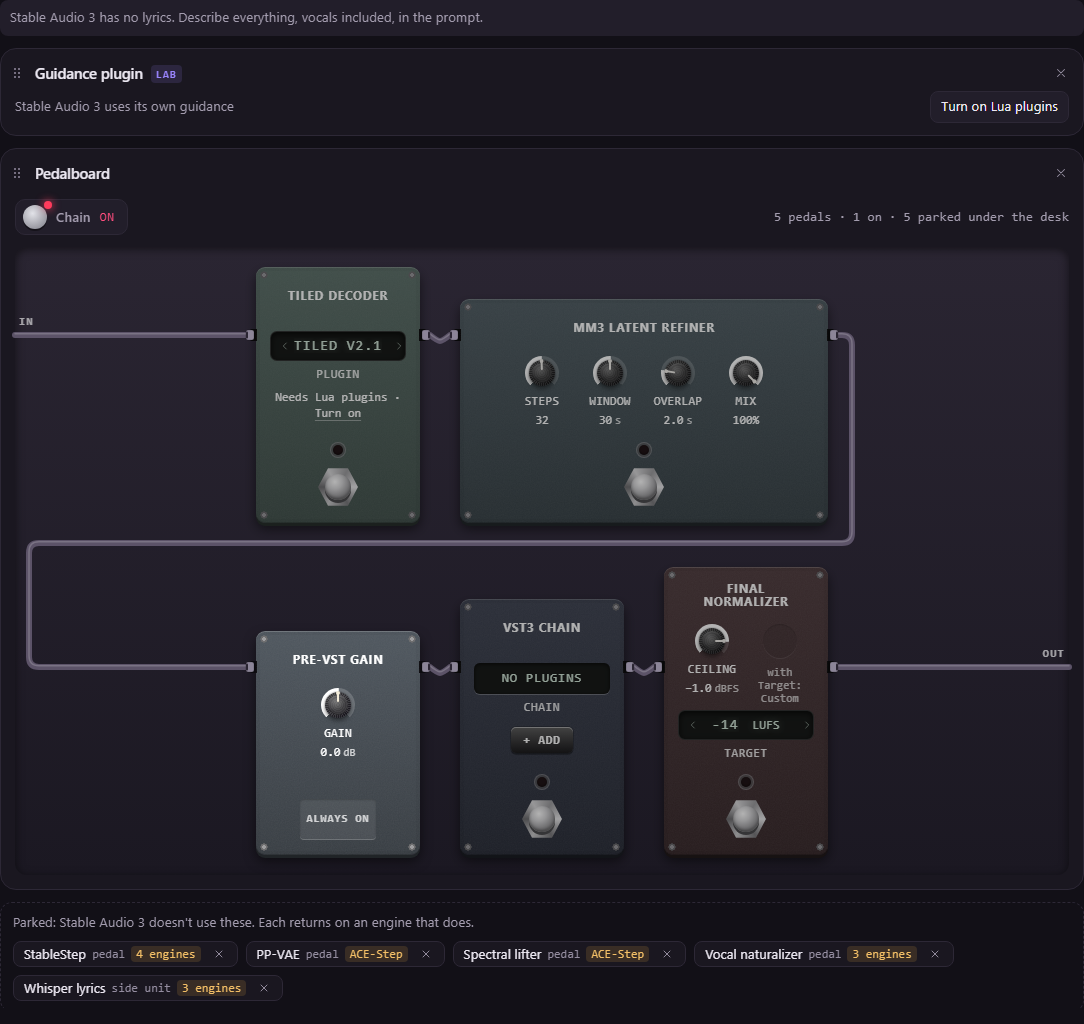 Stable Audio 3 has no lyrics. Describe everything, vocals included, in the prompt.
Guidance plugin LAB
Stable Audio 3 uses its own guidance
Turn on Lua plugins
Pedalboard
Chain ON
5 pedals · 1 on · 5 parked under the desk
IN
TILED DECODER
TILED V2.1
PLUGIN
Needs Lua plugins ·
Turn on
MM3 LATENT REFINER
STEPS WINDOW OVERLAP MIX
32 30 s 2.0 s 100%
PRE-VST GAIN
GAIN
0.0 dB
ALWAYS ON
VST3 CHAIN
NO PLUGINS
CHAIN
+ ADD
FINAL
NORMALIZER
CEILING
-1.0 dBFS
with
Target:
Custom
-14 LUFS
TARGET
OUT
Parked: Stable Audio 3 doesn't use these. Each returns on an engine that does.
StableStep pedal 4 engines × PP-VAE pedal ACE-Step × Spectral lifter pedal ACE-Step × Vocal naturalizer pedal 3 engines ×
Whisper lyrics side unit 3 engines ×